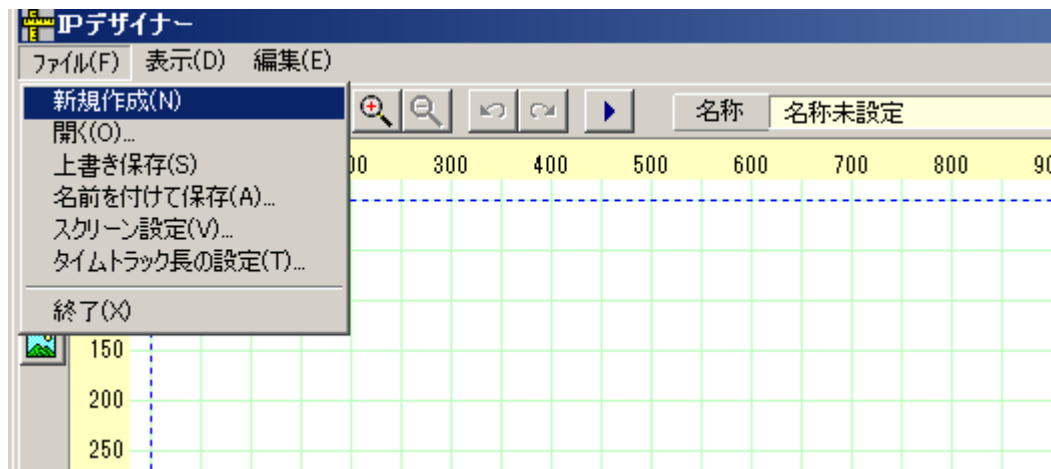 IPデザイナー
ファイル(F) 表示(D) 編集(E)
新規作成(N)
開く(O)...
上書き保存(S)
名前を付けて保存(A)...
スクリーン設定(V)...
タイムトラック長の設定(T)...
終了(X)
名称 名称未設定
300 400 500 600 700 800
150
200
250